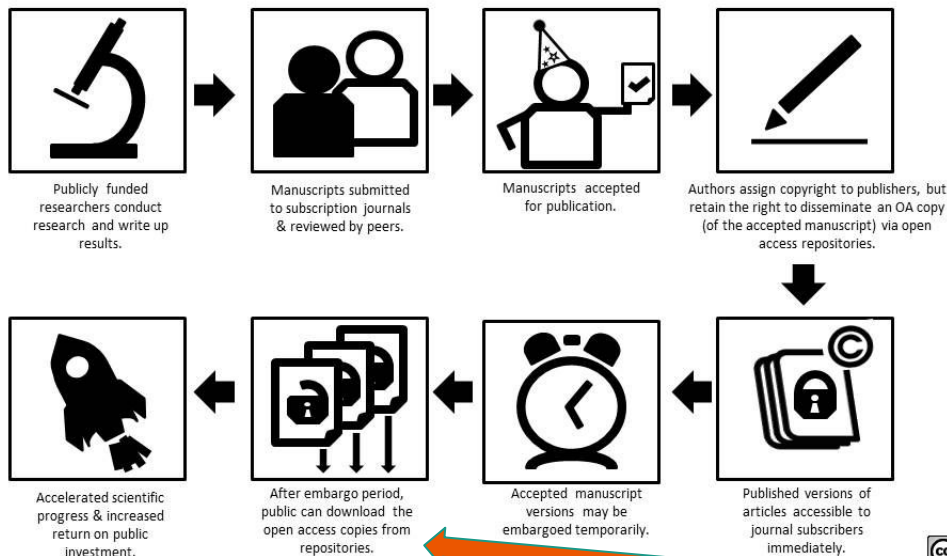 Publicly funded
researchers conduct
research and write up
results.
Manuscripts submitted
to subscription journals
& reviewed by peers.
Manuscripts accepted
for publication.
Authors assign copyright to publishers, but
retain the right to disseminate an OA copy
(of the accepted manuscript) via open
access repositories.
©
Published versions of
articles accessible to
journal subscribers
immediately.
Accepted manuscript
versions may be
embargoed temporarily.
After embargo period,
public can download the
open access copies from
repositories.
Accelerated scientific
progress & increased
return on public
investment.